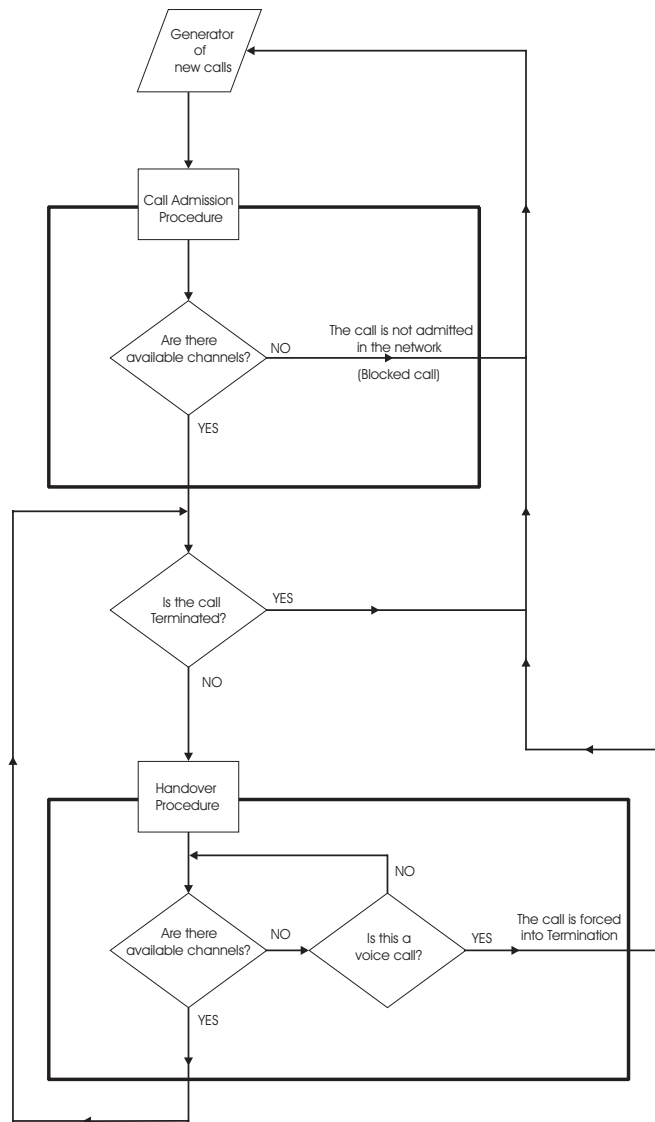 Generator
of
new calls
Call Admission
Procedure
Are there
available channels?
NO
The call is not admitted
in the network
(Blocked call)
YES
Is the call
Terminated?
YES
NO
Handover
Procedure
NO
Are there
available channels?
NO
Is this a
voice call?
YES
The call is forced
into Termination
YES